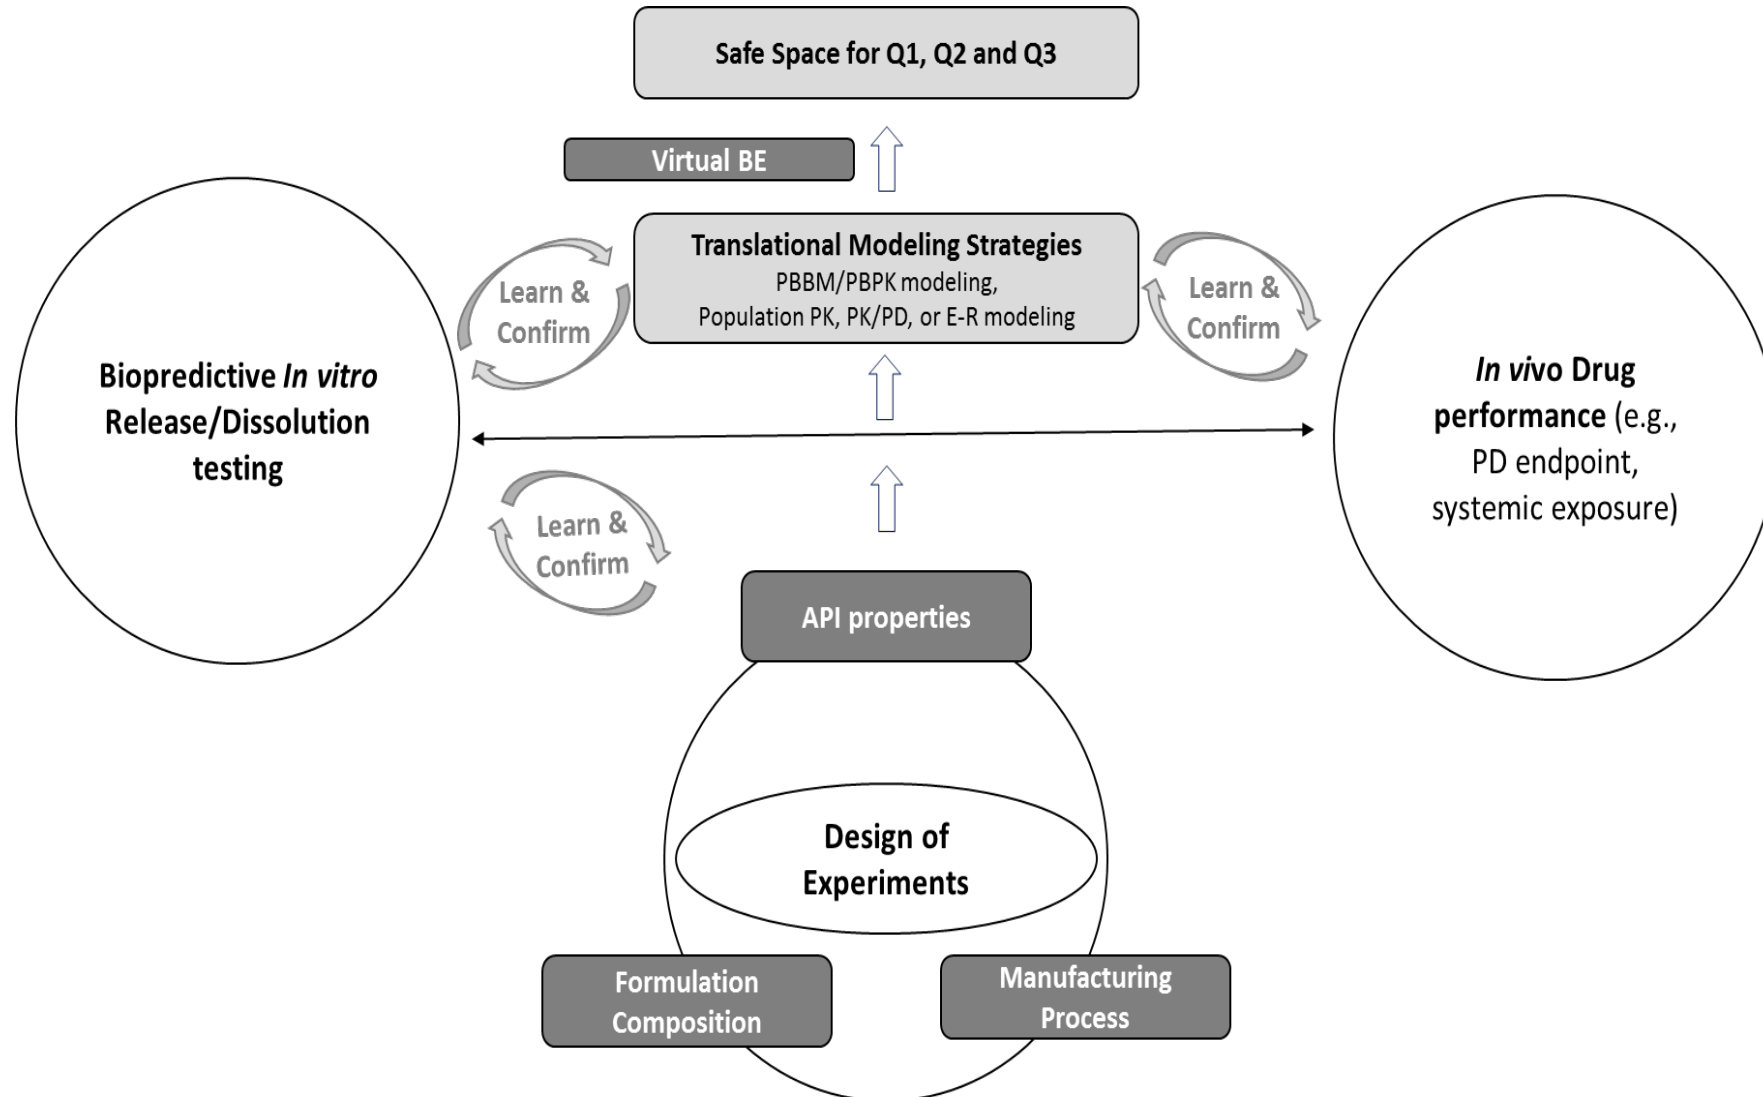 Safe Space for Q1, Q2 and Q3
Virtual BE
Translational Modeling Strategies
PBBM/PBPK modeling,
Population PK, PK/PD, or E-R modeling
Learn &
Confirm
Learn &
Confirm
Biopredictive In vitro
Release/Dissolution
testing
In vivo Drug
performance (e.g.,
PD endpoint,
systemic exposure)
Learn &
Confirm
API properties
Design of
Experiments
Formulation
Composition
Manufacturing
Process